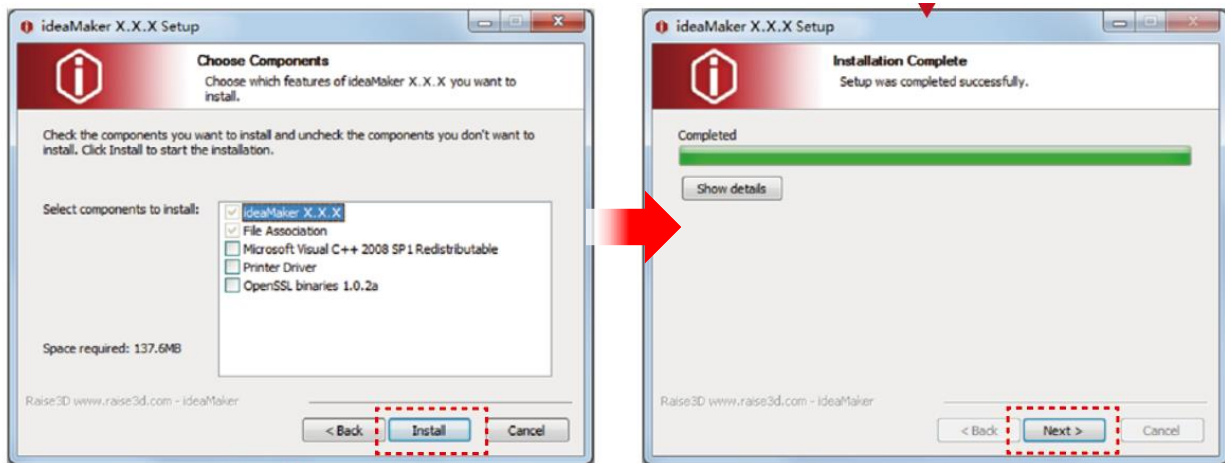 ideaMaker X.X.X Setup
Choose Components
Choose which features of ideaMaker X.X.X you want to
install.
Check the components you want to install and uncheck the components you don't want to
install. Click Install to start the installation.
Select components to install:
ideaMaker X.X.X
File Association
Microsoft Visual C++ 2008 SP1 Redistributable
Printer Driver
OpenSSL binaries 1.0.2a
Space required: 137.6MB
Raise3D www.raise3d.com - ideaMaker
< Back
Install
Cancel
ideaMaker X.X.X Setup
Installation Complete
Setup was completed successfully.
Completed
Show details
Raise3D www.raise3d.com - ideaMaker
< Back
Next >
Cancel